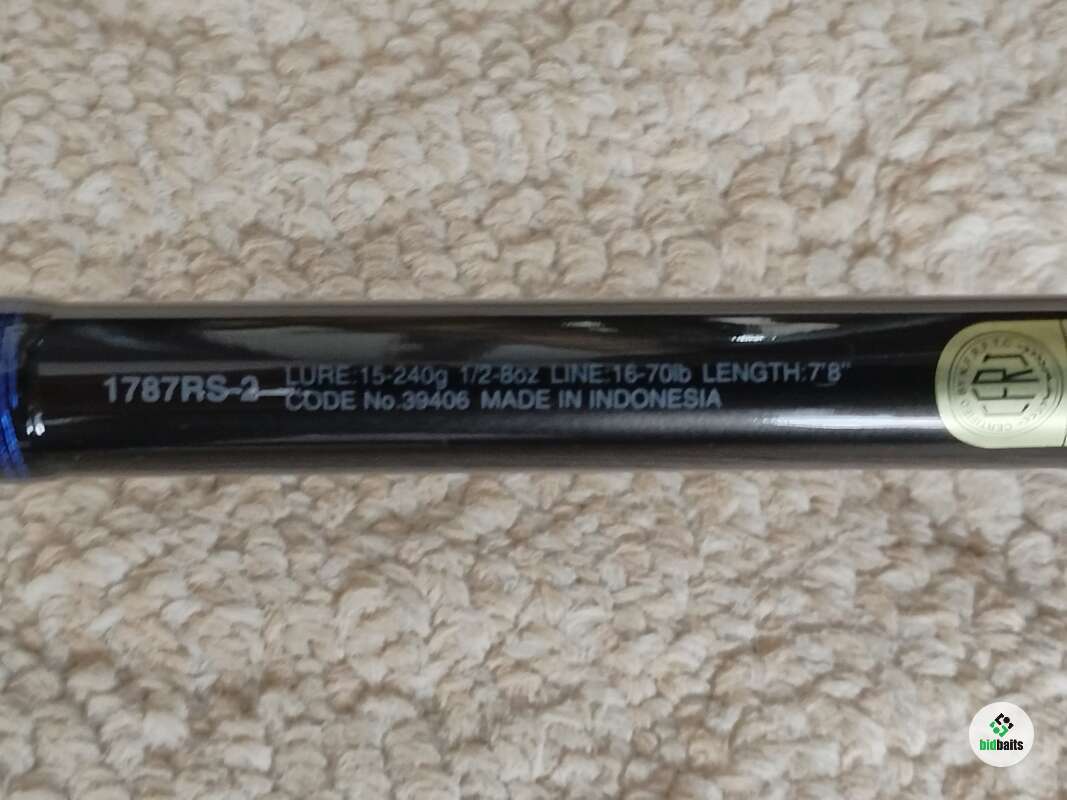 1787RS-2
LURE:15-240g 1/2-8oz LINE:16-70lb LENGTH:7'8"
CODE No.39406 MADE IN INDONESIA
bidbaits